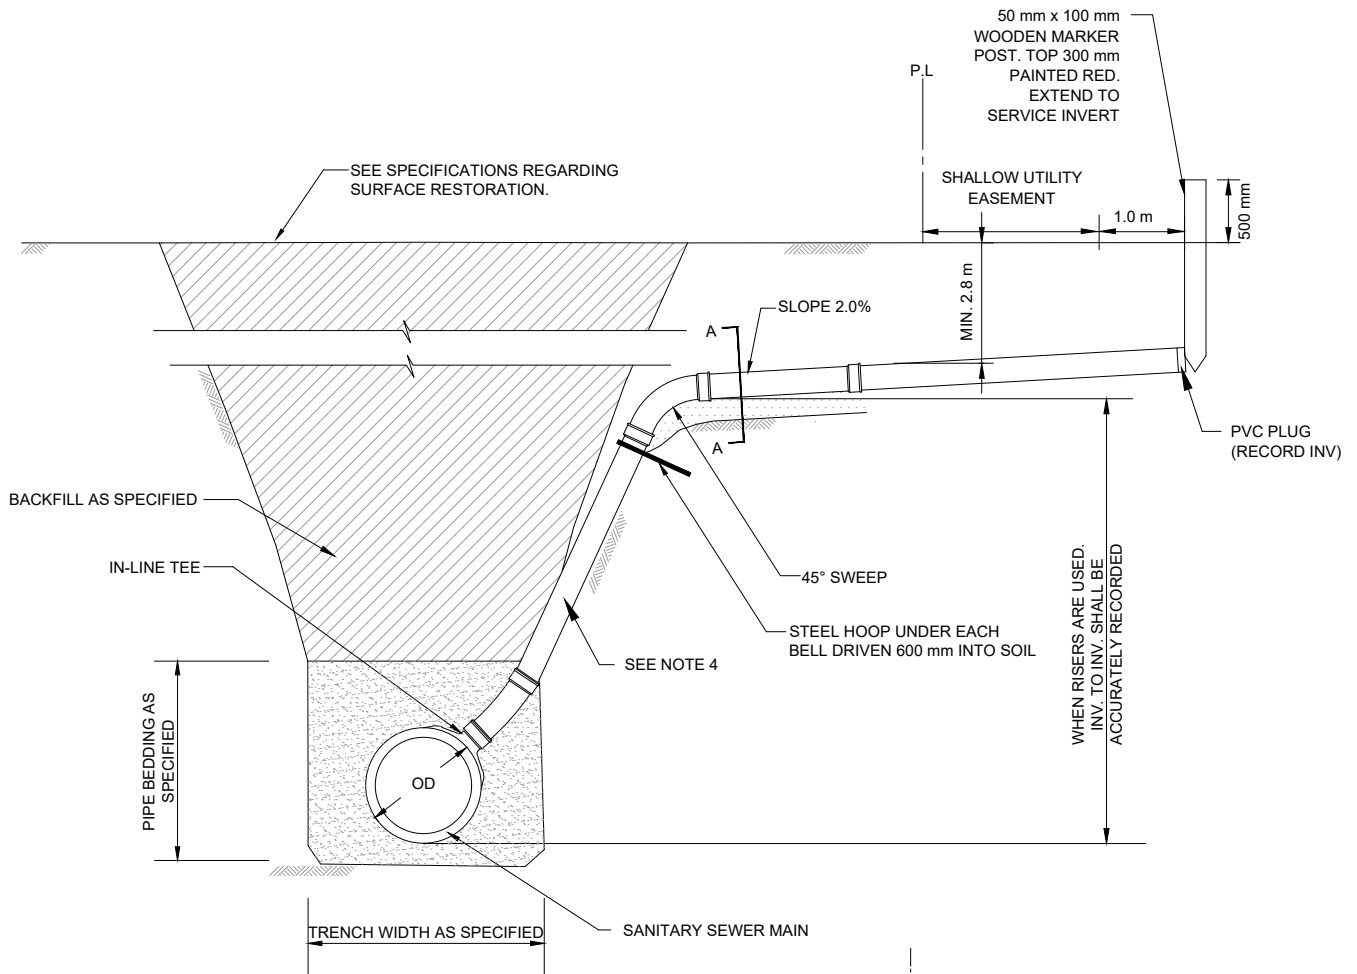 50 mm x 100 mm
WOODEN MARKER
POST. TOP 300 mm
PAINTED RED.
EXTEND TO
SERVICE INVERT
P.L
SEE SPECIFICATIONS REGARDING
SURFACE RESTORATION.
SHALLOW UTILITY
EASEMENT
1.0 m
500 mm
MIN. 2.8 m
SLOPE 2.0%
A
A
PVC PLUG
(RECORD INV)
BACKFILL AS SPECIFIED
IN-LINE TEE
45° SWEEP
STEEL HOOP UNDER EACH
BELL DRIVEN 600 mm INTO SOIL
SEE NOTE 4
WHEN RISERS ARE USED.
INV. TO INV. SHALL BE
ACCURATELY RECORDED
PIPE BEDDING AS
SPECIFIED
OD
TRENCH WIDTH AS SPECIFIED
SANITARY SEWER MAIN